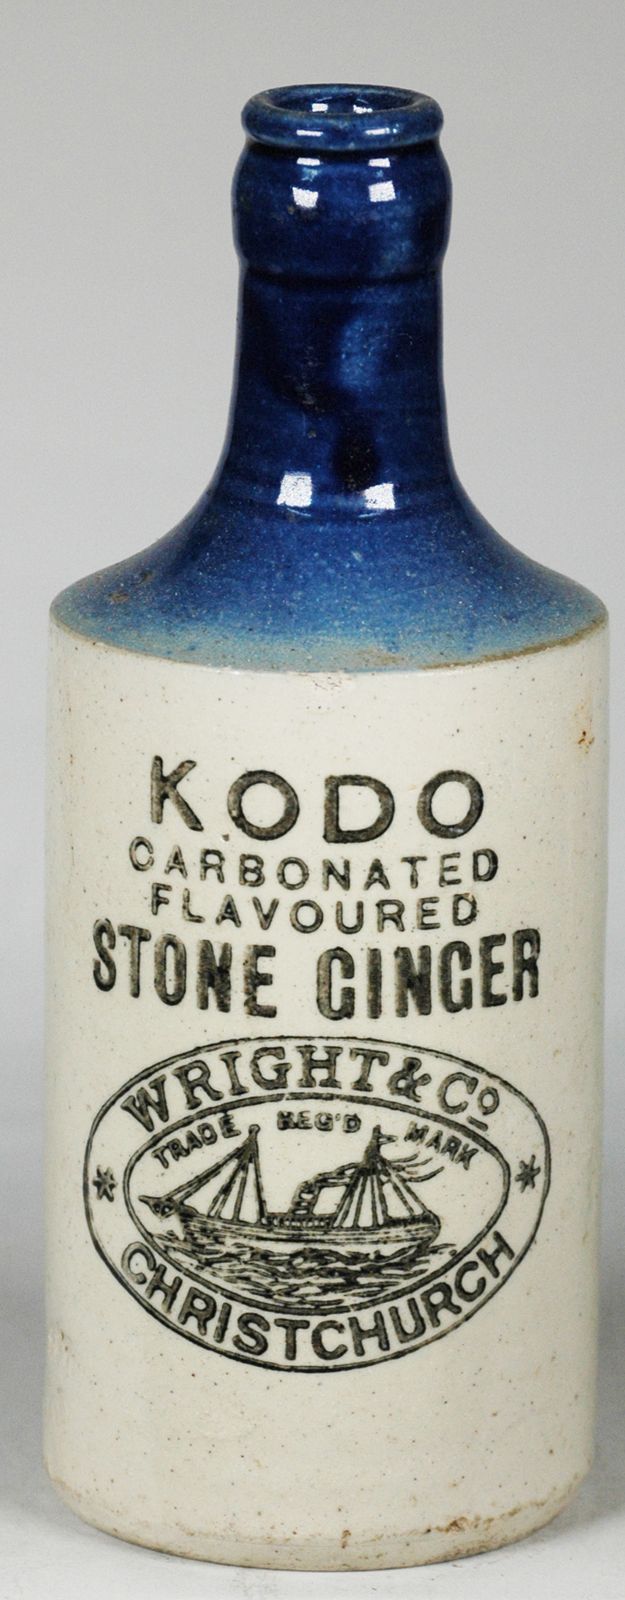 KODO
CARBONATED
FLAVOURED
STONE GINGER
WRIGHT & Co
TRADE REG'D MARK
CHRISTCHURCH